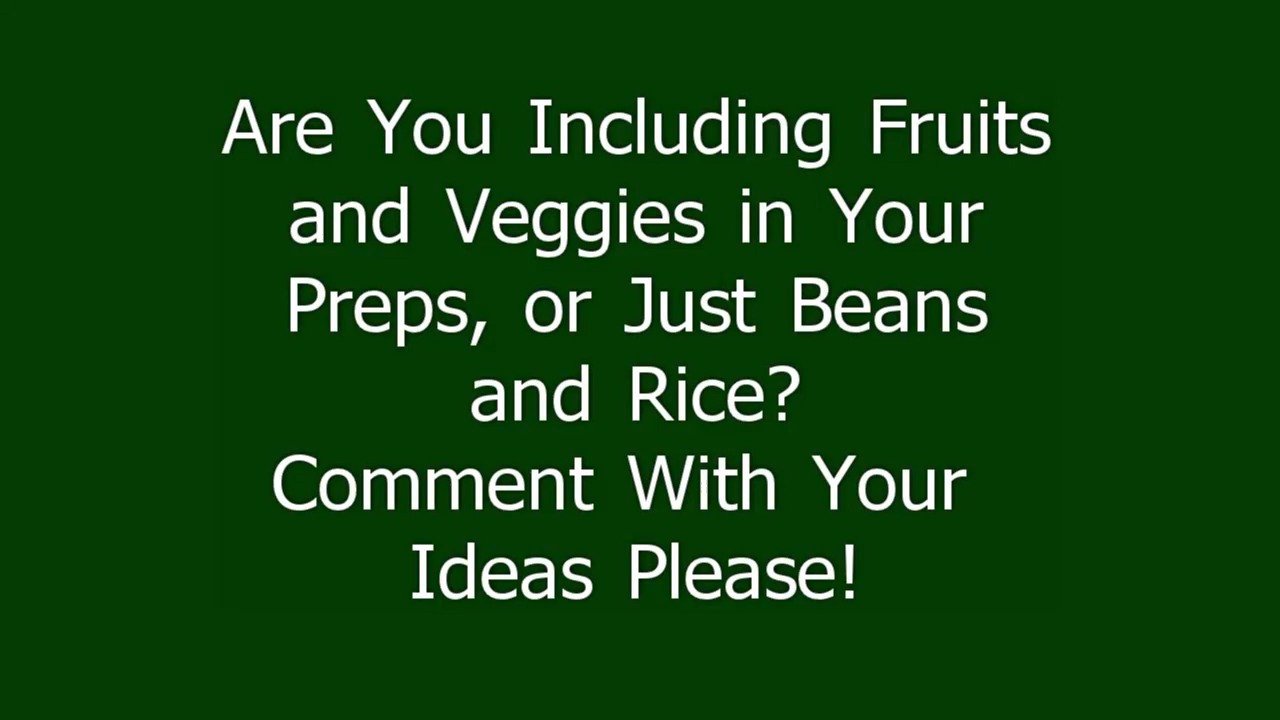 Are You Including Fruits
and Veggies in Your
Preps, or Just Beans
and Rice?
Comment With Your
Ideas Please!